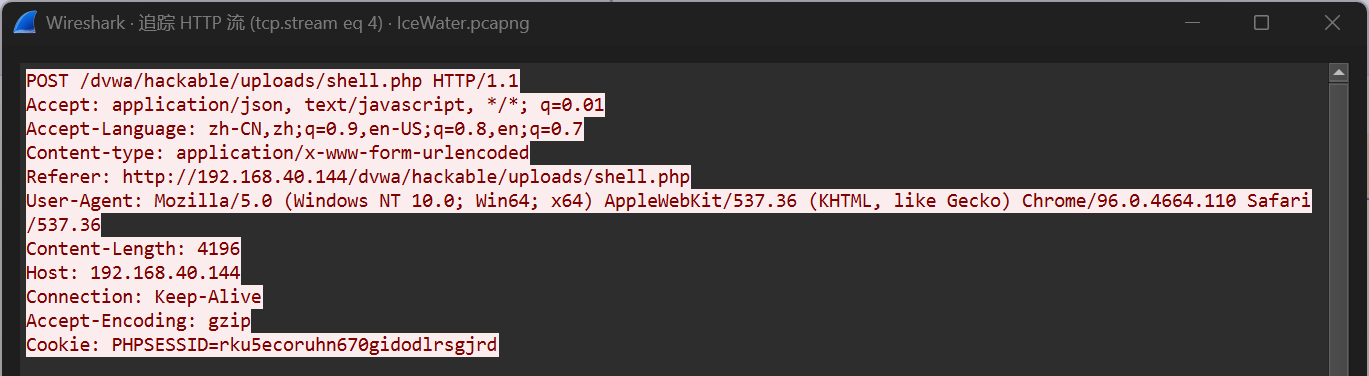 Wireshark · 追踪 HTTP 流 (tcp.stream eq 4) · IceWater.pcapng
POST /dvwa/hackable/uploads/shell.php HTTP/1.1
Accept: application/json, text/javascript, */*; q=0.01
Accept-Language: zh-CN,zh;q=0.9,en-US;q=0.8,en;q=0.7
Content-type: application/x-www-form-urlencoded
Referer: http://192.168.40.144/dvwa/hackable/uploads/shell.php
User-Agent: Mozilla/5.0 (Windows NT 10.0; Win64; x64) AppleWebKit/537.36 (KHTML, like Gecko) Chrome/96.0.4664.110 Safari
/537.36
Content-Length: 4196
Host: 192.168.40.144
Connection: Keep-Alive
Accept-Encoding: gzip
Cookie: PHPSESSID=rku5ecoruhn670gidodlrsgjrd